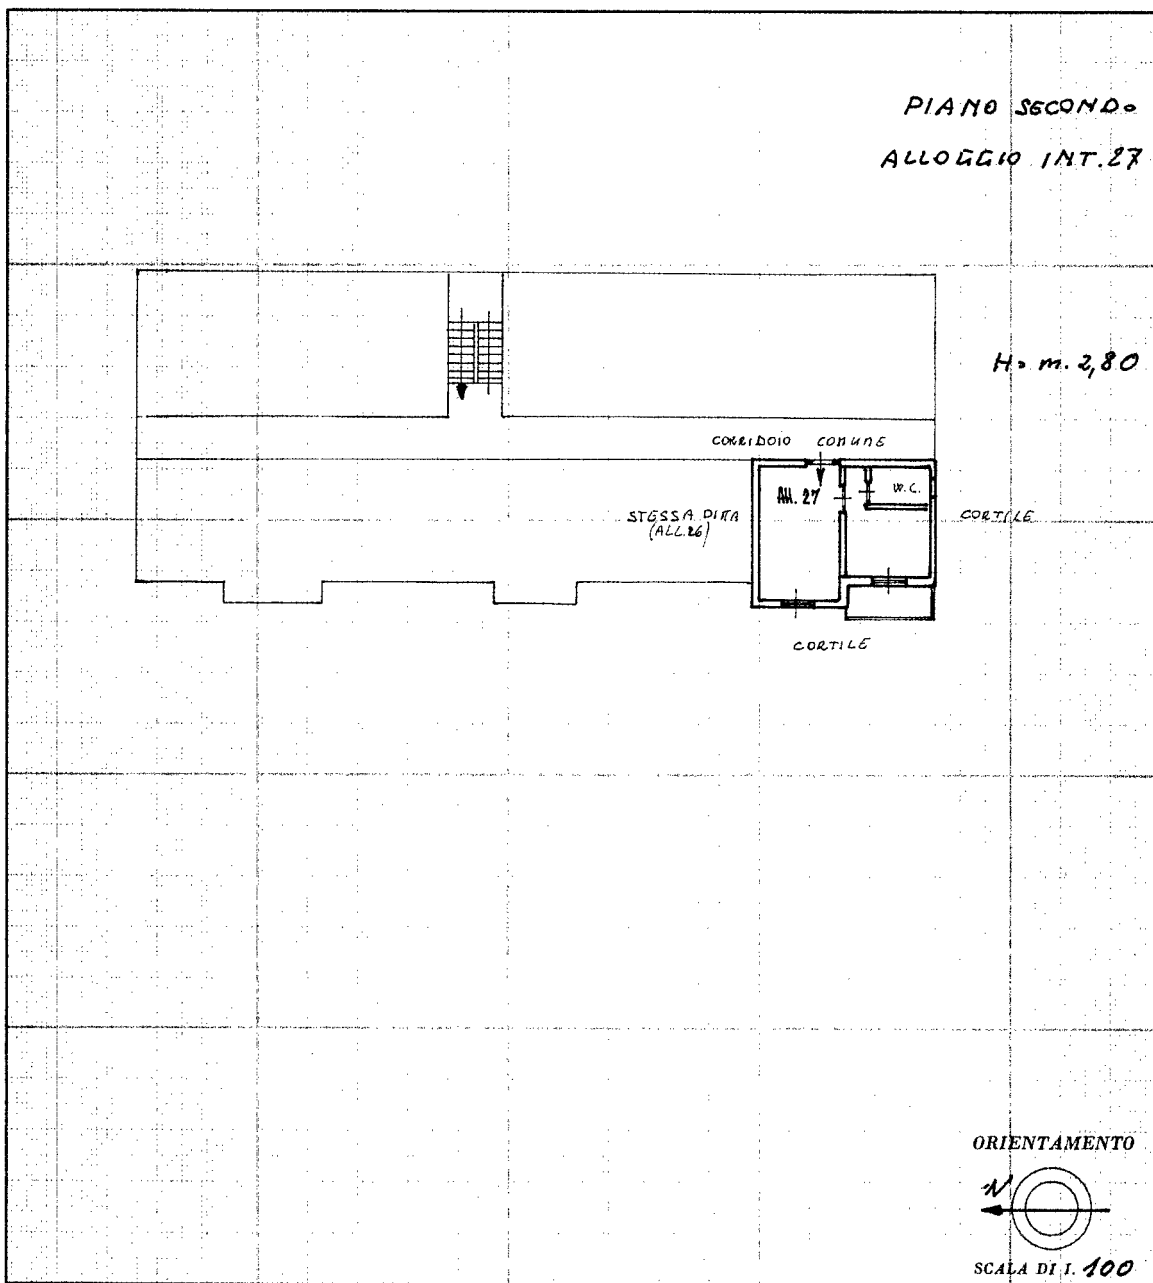 PIANO SECONDO
ALLOGGIO INT. 27
H= m. 2,80
CORRIDOIO COMUNE
All. 27
W.C.
STESSA DITTA
(ALL. 26)
CORTILE
CORTILE
ORIENTAMENTO
N
SCALA DI 1. 100